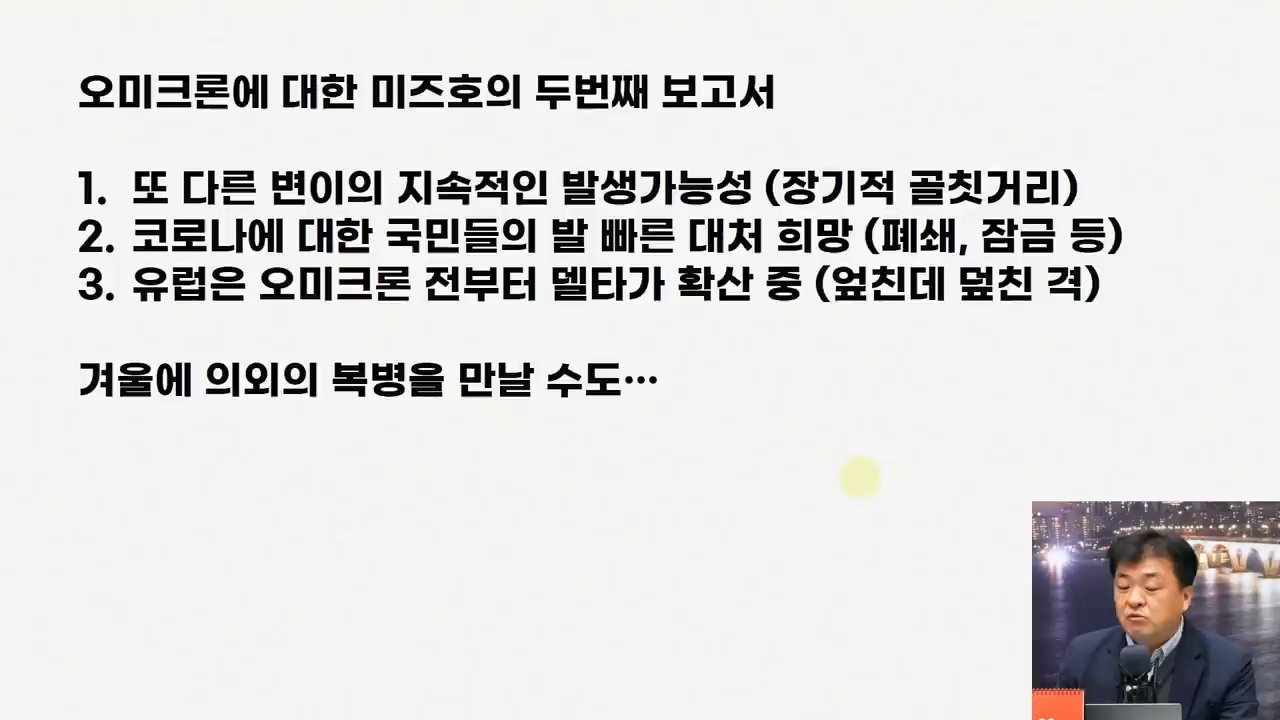 오미크론에 대한 미즈호의 두번째 보고서
1. 또 다른 변이의 지속적인 발생가능성 (장기적 골칫거리)
2. 코로나에 대한 국민들의 발 빠른 대처 희망 (폐쇄, 잠금 등)
3. 유럽은 오미크론 전부터 델타가 확산 중 (엎친데 덮친 격)
겨울에 의외의 복병을 만날 수도…